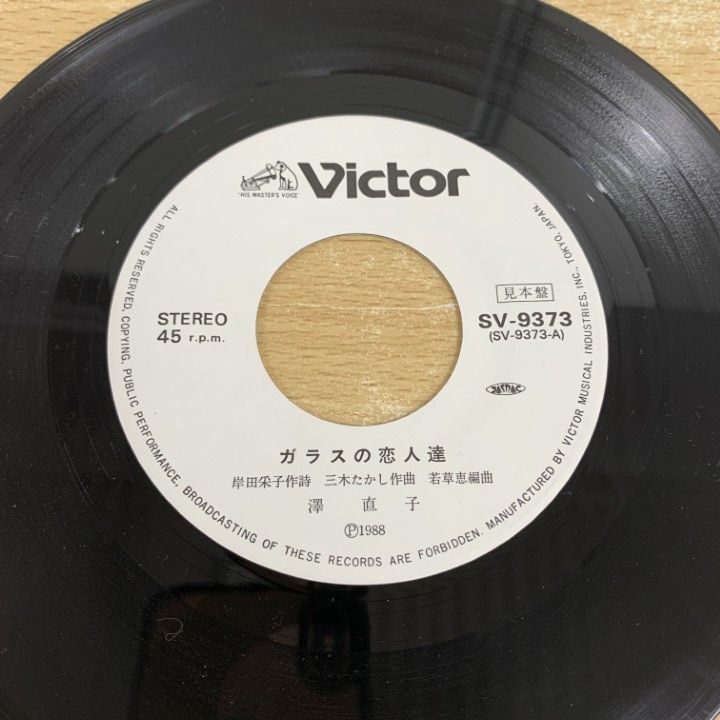 "HIS MASTER'S VOICE"
Victor
見本盤
STEREO
45 r.p.m.
SV-9373
(SV-9373-A)
JASRAC
ガラスの恋人達
岸田栄子作詩 三木たかし作曲 若草恵編曲
澤 直 子
Ⓟ1988
ALL RIGHTS RESERVED. COPYING, PUBLIC PERFORMANCE, BROADCASTING OF THESE RECORDS ARE FORBIDDEN. MANUFACTURED BY VICTOR MUSICAL INDUSTRIES, INC., TOKYO, JAPAN.